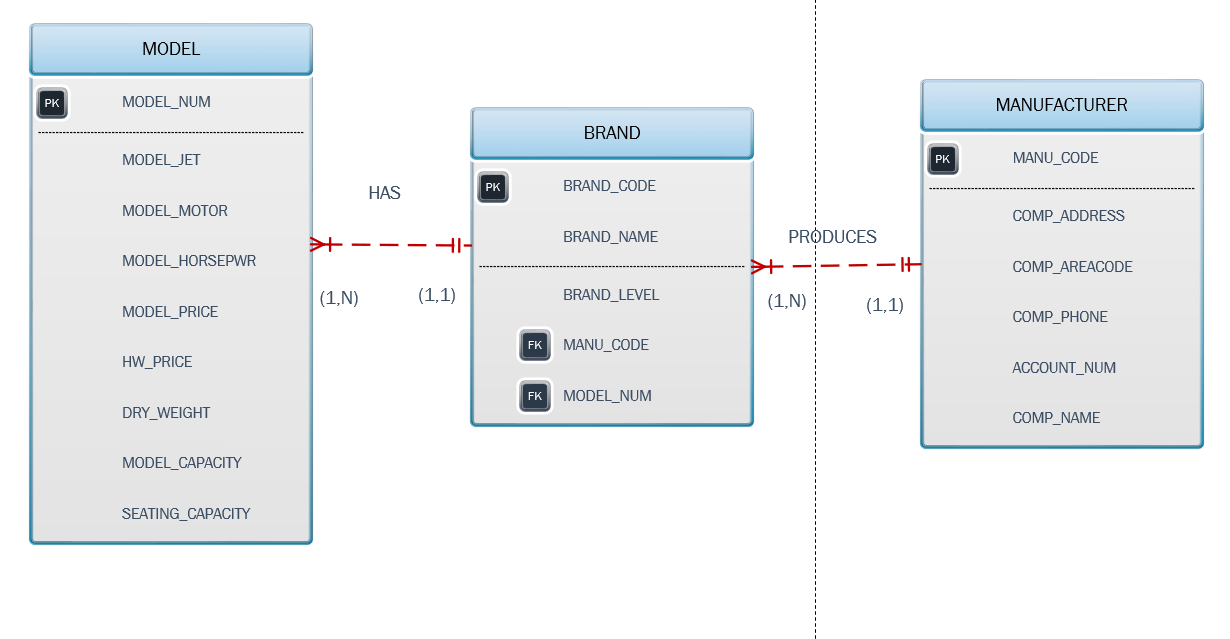 MODEL
PK MODEL_NUM
MODEL_JET
MODEL_MOTOR
MODEL_HORSEPWR
MODEL_PRICE
HW_PRICE
DRY_WEIGHT
MODEL_CAPACITY
SEATING_CAPACITY
HAS
(1,N) (1,1)
BRAND
PK BRAND_CODE
BRAND_NAME
BRAND_LEVEL
FK MANU_CODE
FK MODEL_NUM
PRODUCES
(1,N) (1,1)
MANUFACTURER
PK MANU_CODE
COMP_ADDRESS
COMP_AREACODE
COMP_PHONE
ACCOUNT_NUM
COMP_NAME